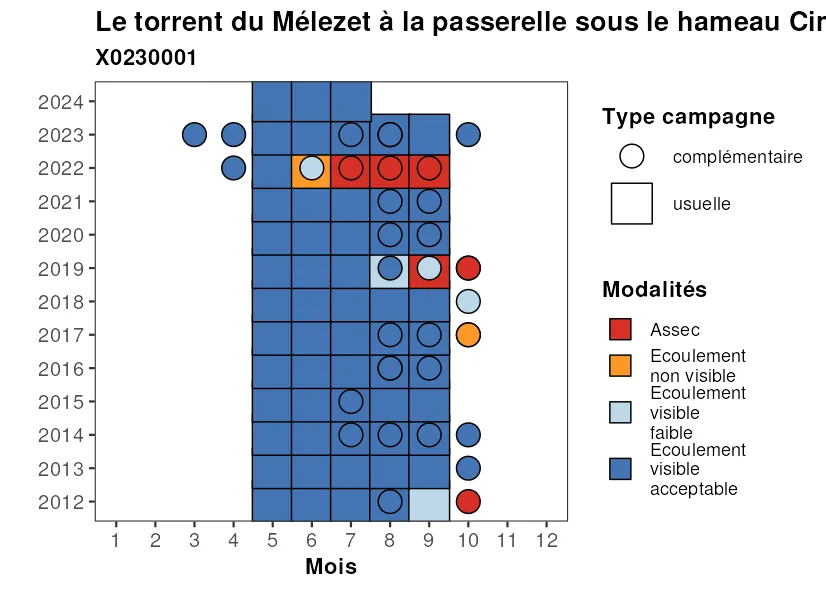 Le torrent du Mélezet à la passerelle sous le hameau Cir
X0230001
2024
2023
2022
2021
2020
2019
2018
2017
2016
2015
2014
2013
2012
1 2 3 4 5 6 7 8 9 10 11 12
Mois
Type campagne
complémentaire
usuelle
Modalités
Assec
Ecoulement
non visible
Ecoulement
visible
faible
Ecoulement
visible
acceptable